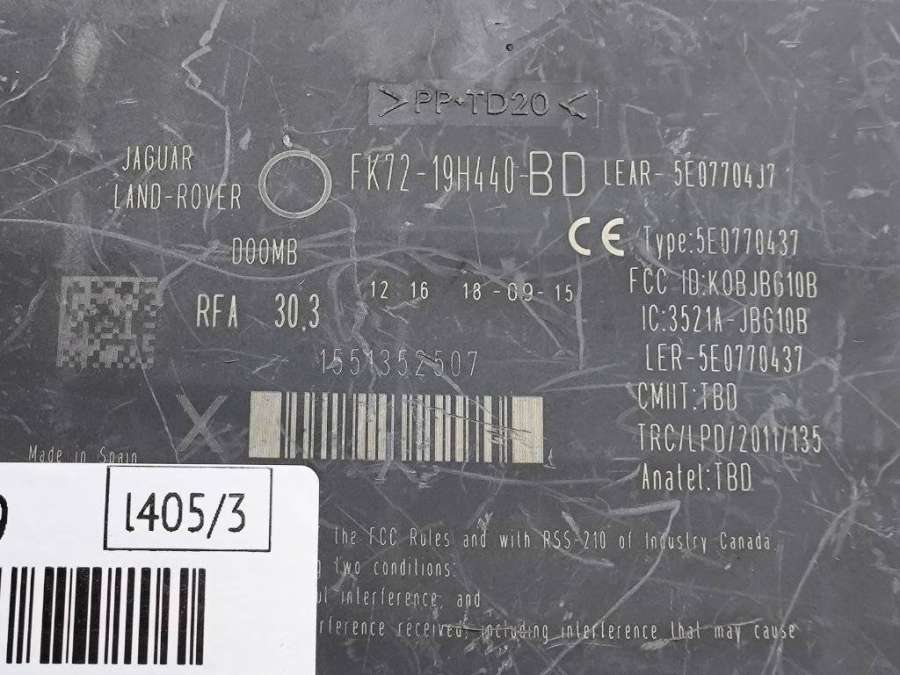 >PP-TD20<
JAGUAR
LAND-ROVER
FK72-19H440-BD
LEAR- 5E07704J7
D00MB
CE
Type:5E0770437
FCC ID:KOBJBG10B
IC:3521A-JBG10B
LER-5E0770437
CMIIT:TBD
TRC/LPD/2011/135
Anatel:TBD
RFA 30.3
12 16 18-09-15
1551352507
X
Made in Spain
l405/3
the FCC Rules and with RSS-210 of Industry Canada.
two conditions:
interference, and
received, including interference that may cause